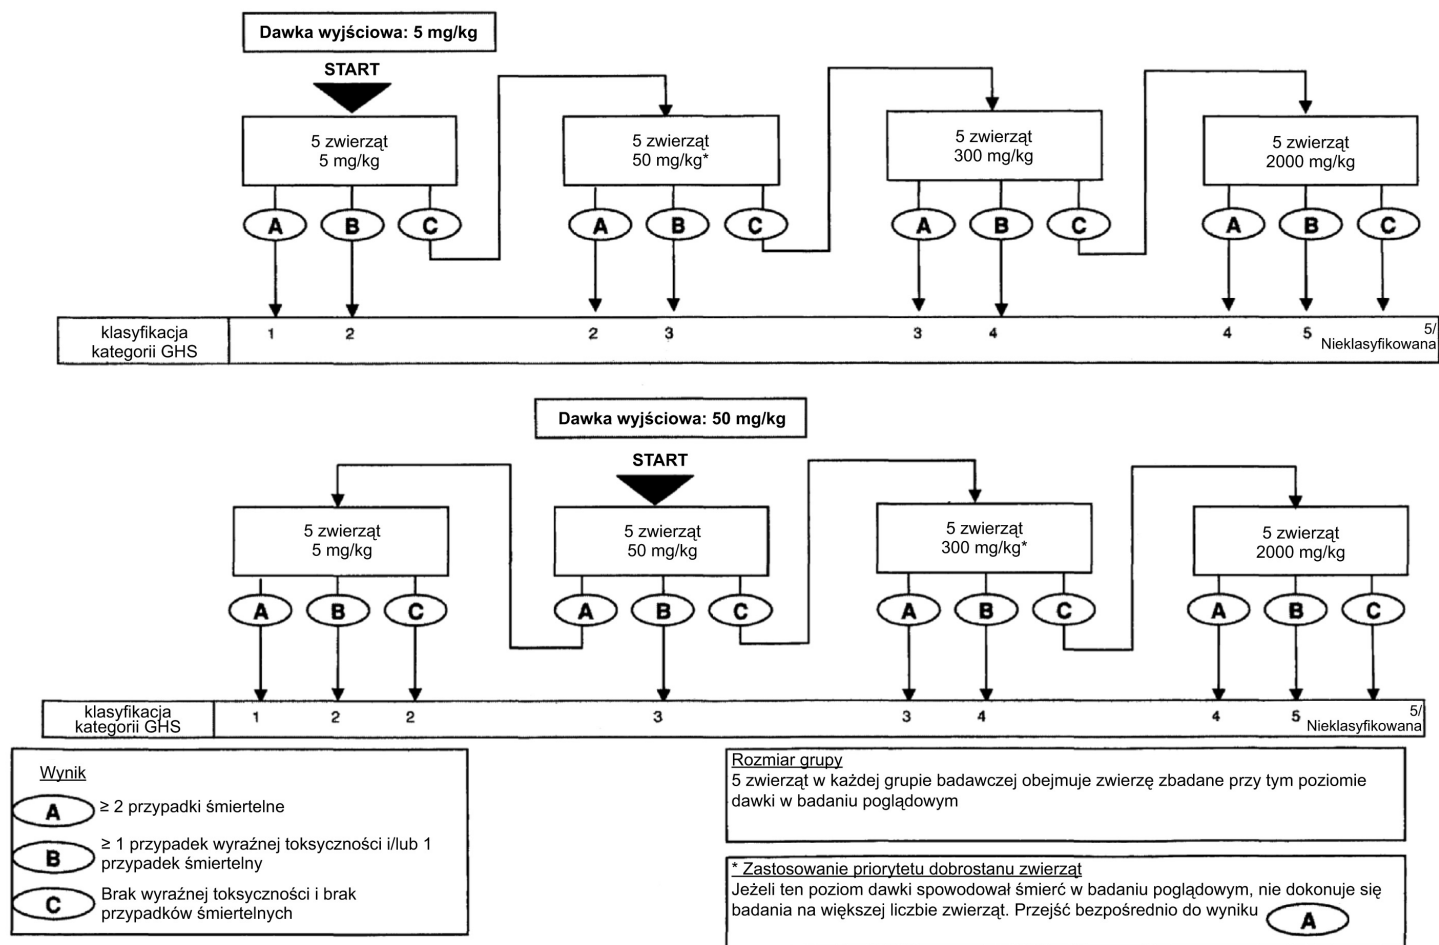 Dawka wyjściowa: 5 mg/kg
START
5 zwierząt
5 mg/kg
5 zwierząt
50 mg/kg*
5 zwierząt
300 mg/kg
5 zwierząt
2000 mg/kg
A B C A B C A B C A B C
klasyfikacja
kategorii GHS
1 2 2 3 3 4 4 5 5/
Nieklasyfikowana
Dawka wyjściowa: 50 mg/kg
START
5 zwierząt
5 mg/kg
5 zwierząt
50 mg/kg
5 zwierząt
300 mg/kg*
5 zwierząt
2000 mg/kg
A B C A B C A B C A B C
klasyfikacja
kategorii GHS
1 2 2 3 3 4 4 5 5/
Nieklasyfikowana
Wynik
A ≥ 2 przypadki śmiertelne
B ≥ 1 przypadek wyraźnej toksyczności i/lub 1
przypadek śmiertelny
C Brak wyraźnej toksyczności i brak
przypadków śmiertelnych
Rozmiar grupy
5 zwierząt w każdej grupie badawczej obejmuje zwierzę zbadane przy tym poziomie
dawki w badaniu poglądowym
* Zastosowanie priorytetu dobrostanu zwierząt
Jeżeli ten poziom dawki spowodował śmierć w badaniu poglądowym, nie dokonuje się
badania na większej liczbie zwierząt. Przejść bezpośrednio do wyniku A